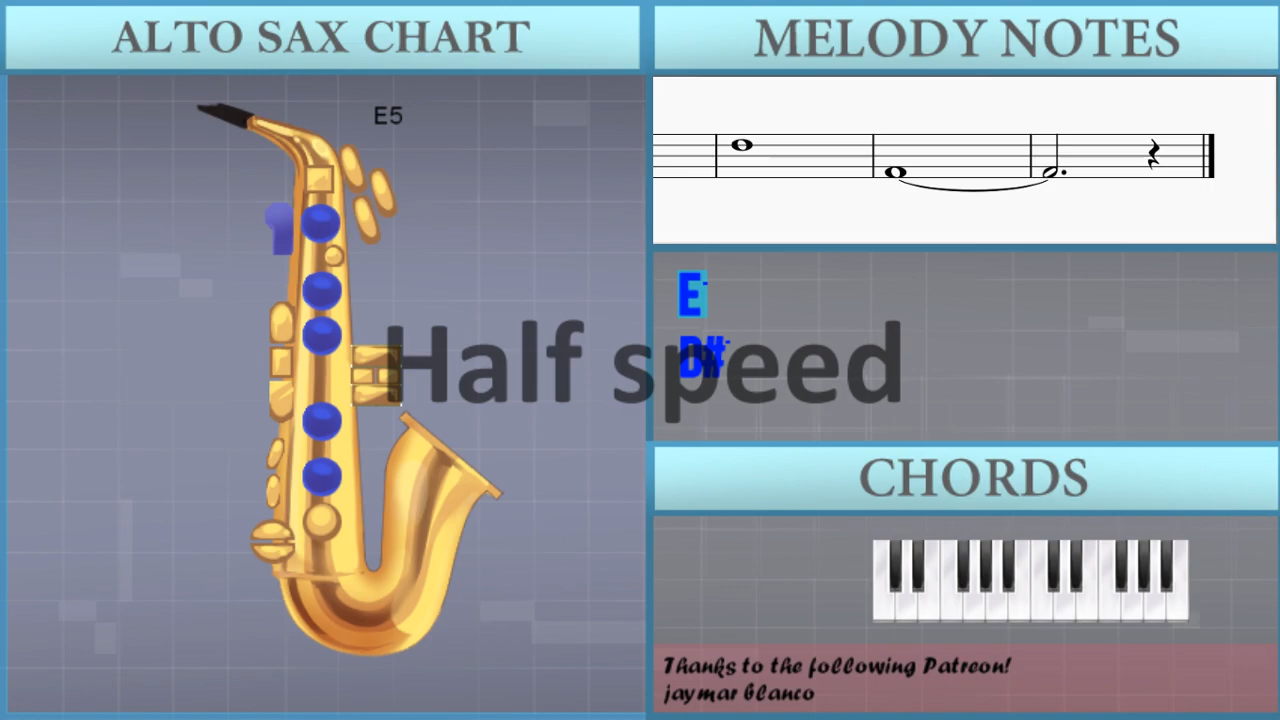 ALTO SAX CHART
MELODY NOTES
E5
E-
D#-
Half speed
CHORDS
Thanks to the following Patreon!
jaymar blanco